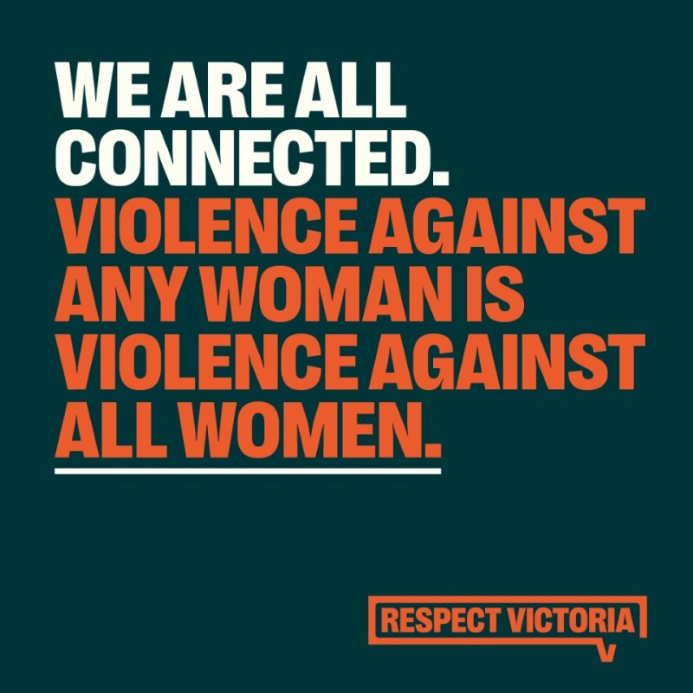 WE ARE ALL
CONNECTED.
VIOLENCE AGAINST
ANY WOMAN IS
VIOLENCE AGAINST
ALL WOMEN.
RESPECT VICTORIA
V